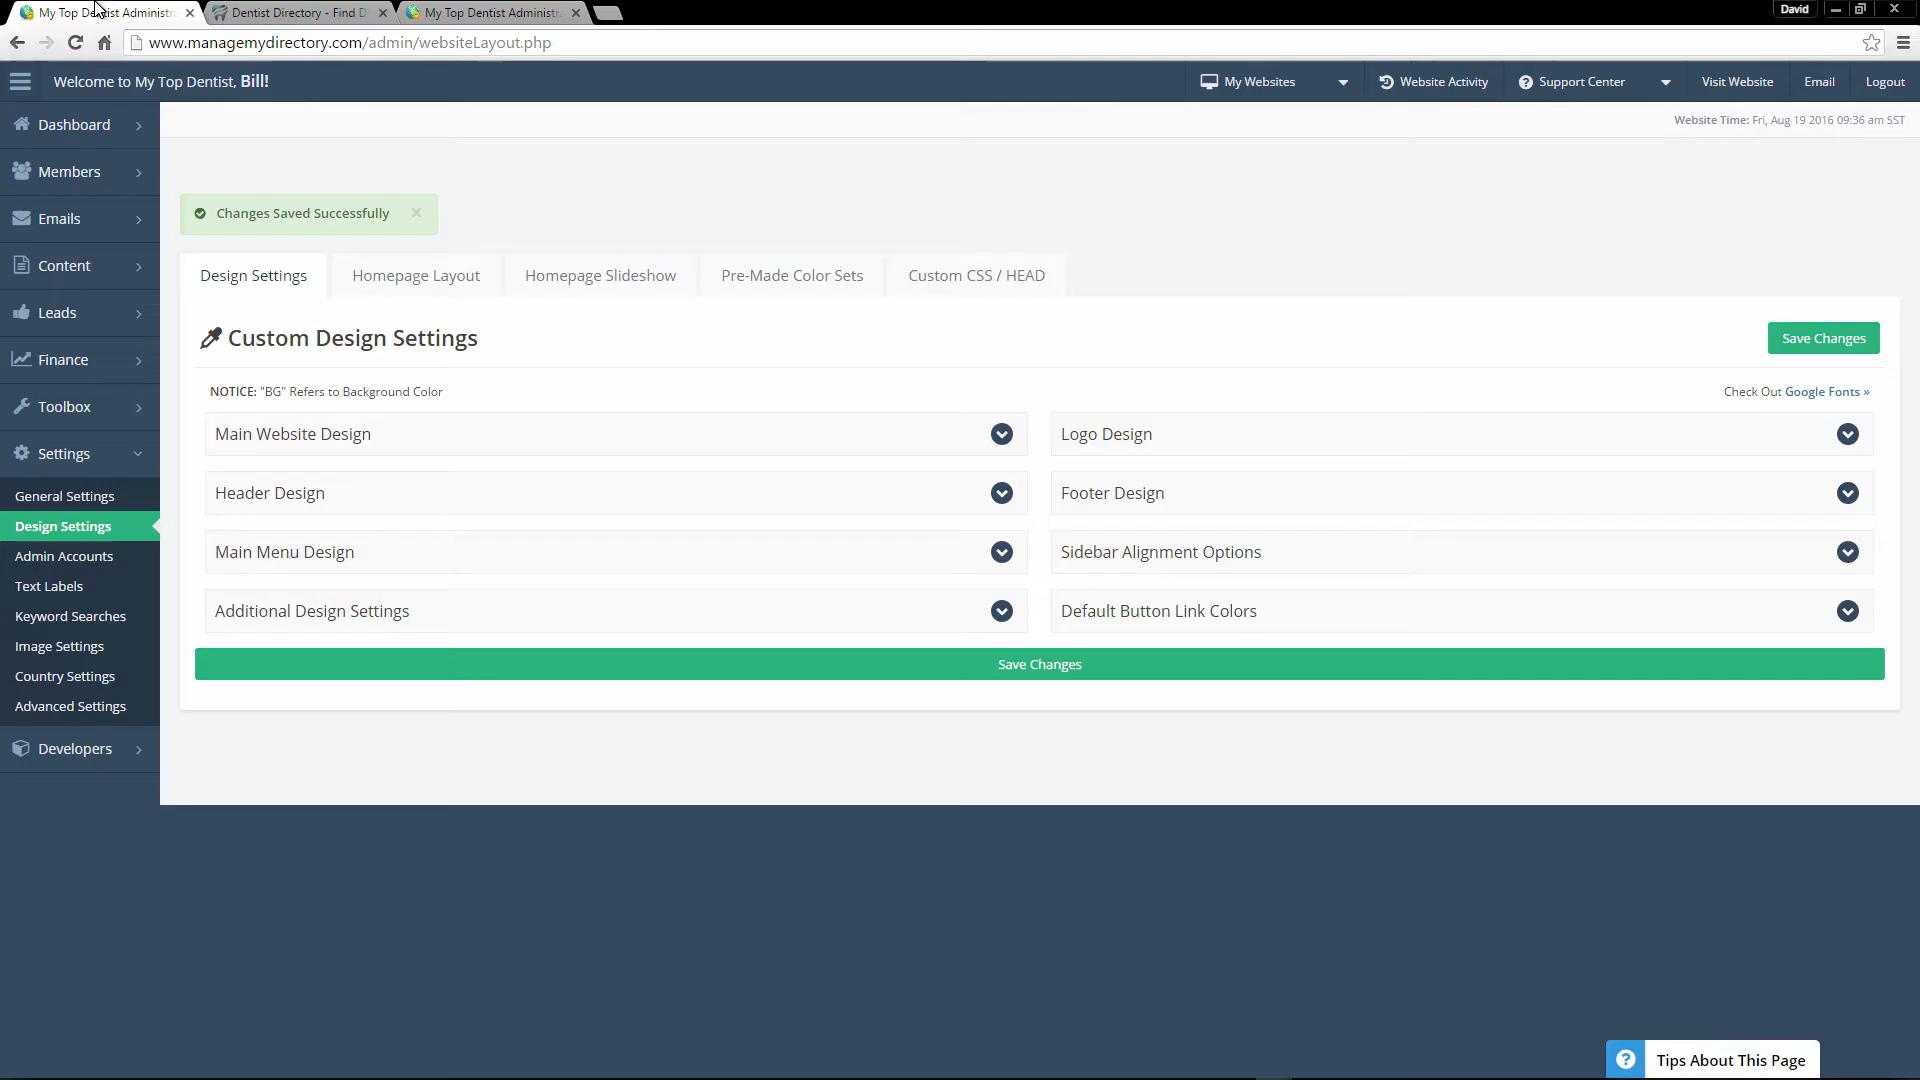 My Top Dentist Administr
Dentist Directory - Find D
My Top Dentist Administr
David
www.managemydirectory.com/admin/websiteLayout.php
Welcome to My Top Dentist, Bill!
My Websites
Website Activity
Support Center
Visit Website
Email
Logout
Dashboard
Website Time: Fri, Aug 19 2016 09:36 am SST
Members
Emails
Content
Leads
Finance
Toolbox
Settings
General Settings
Design Settings
Admin Accounts
Text Labels
Keyword Searches
Image Settings
Country Settings
Advanced Settings
Developers
Changes Saved Successfully
Design Settings
Homepage Layout
Homepage Slideshow
Pre-Made Color Sets
Custom CSS / HEAD
Custom Design Settings
Save Changes
NOTICE: "BG" Refers to Background Color
Check Out Google Fonts »
Main Website Design
Logo Design
Header Design
Footer Design
Main Menu Design
Sidebar Alignment Options
Additional Design Settings
Default Button Link Colors
Save Changes
Tips About This Page